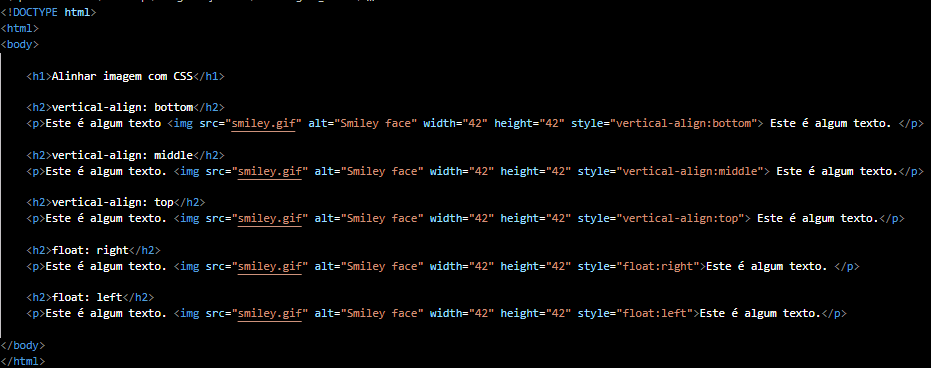 <!DOCTYPE html>
<html>
<body>
<h1>Alinhar imagem com CSS</h1>
<h2>vertical-align: bottom</h2>
<p>Este é algum texto <img src="smiley.gif" alt="Smiley face" width="42" height="42" style="vertical-align:bottom"> Este é algum texto. </p>
<h2>vertical-align: middle</h2>
<p>Este é algum texto. <img src="smiley.gif" alt="Smiley face" width="42" height="42" style="vertical-align:middle"> Este é algum texto.</p>
<h2>vertical-align: top</h2>
<p>Este é algum texto. <img src="smiley.gif" alt="Smiley face" width="42" height="42" style="vertical-align:top"> Este é algum texto.</p>
<h2>float: right</h2>
<p>Este é algum texto. <img src="smiley.gif" alt="Smiley face" width="42" height="42" style="float:right">Este é algum texto. </p>
<h2>float: left</h2>
<p>Este é algum texto. <img src="smiley.gif" alt="Smiley face" width="42" height="42" style="float:left">Este é algum texto.</p>
</body>
</html>